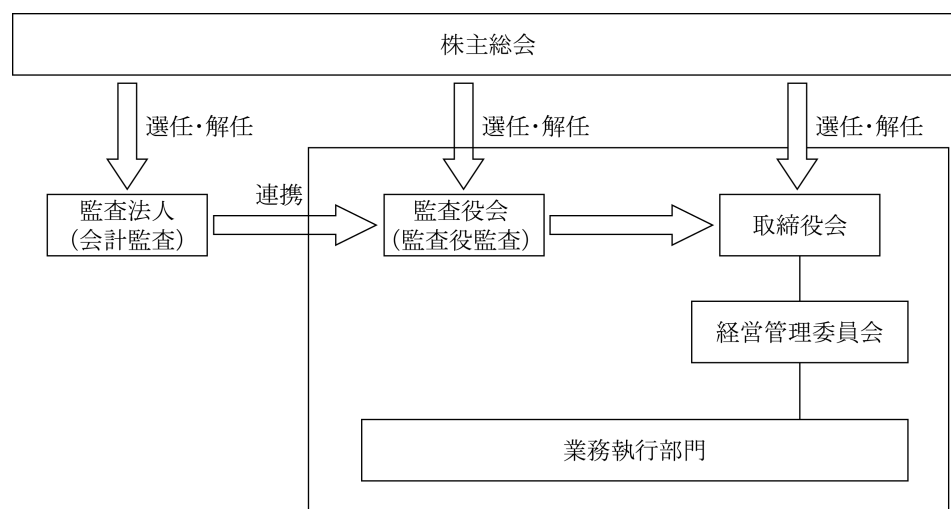 株主総会
選任・解任
選任・解任
選任・解任
連携
監査法人
（会計監査）
監査役会
（監査役監査）
取締役会
経営管理委員会
業務執行部門